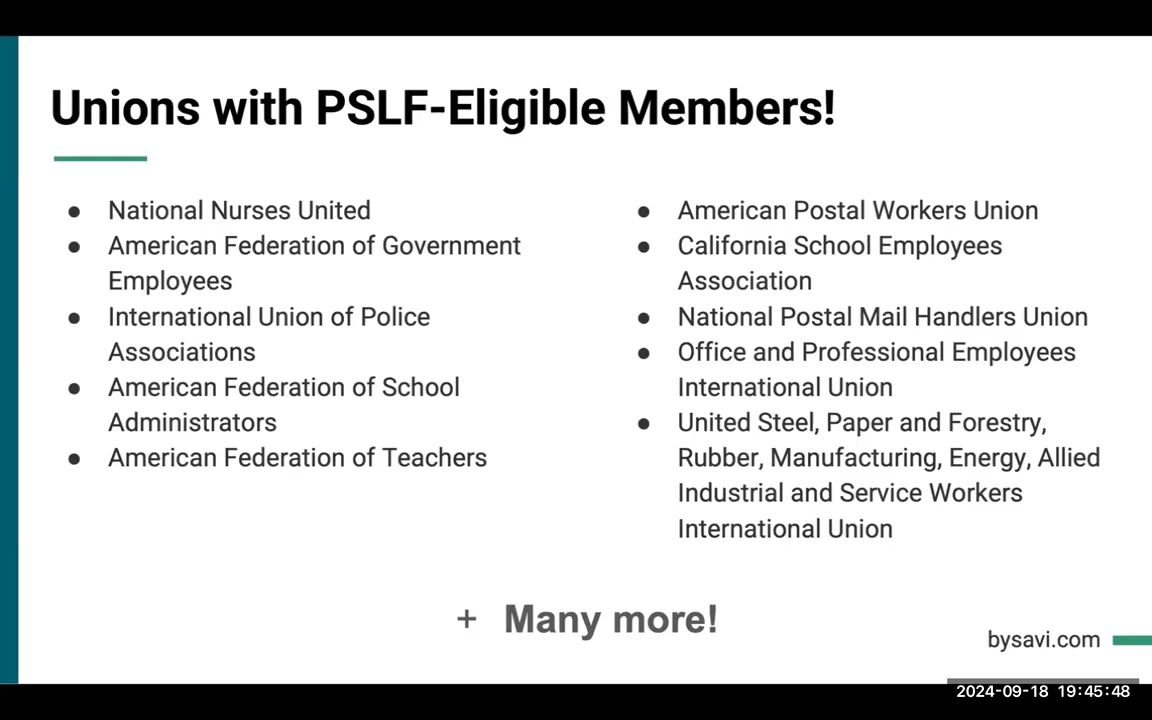 Unions with PSLF-Eligible Members!
● National Nurses United
● American Federation of Government
Employees
● International Union of Police
Associations
● American Federation of School
Administrators
● American Federation of Teachers
● American Postal Workers Union
● California School Employees
Association
● National Postal Mail Handlers Union
● Office and Professional Employees
International Union
● United Steel, Paper and Forestry,
Rubber, Manufacturing, Energy, Allied
Industrial and Service Workers
International Union
+ Many more!
bysavi.com
2024-09-18 19:45:48